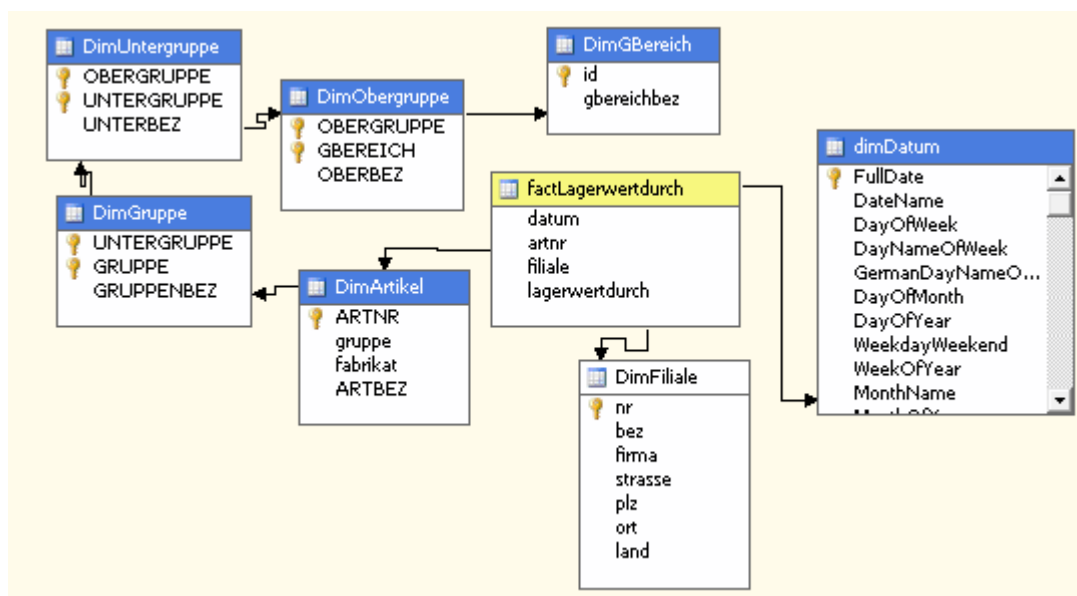 DimUntergruppe
OBERGRUPPE
UNTERGRUPPE
UNTERBEZ
DimObergruppe
OBERGRUPPE
GBEREICH
OBERBEZ
DimGBereich
id
gbereichbez
dimDatum
FullDate
DateName
DayOfWeek
DayNameOfWeek
GermanDayNameO...
DayOfMonth
DayOfYear
WeekdayWeekend
WeekOfYear
MonthName
factLagerwertdurch
datum
artnr
filiale
lagerwertdurch
DimGruppe
UNTERGRUPPE
GRUPPE
GRUPPENBEZ
DimArtikel
ARTNR
gruppe
fabrikat
ARTBEZ
DimFiliale
nr
bez
firma
strasse
plz
ort
land